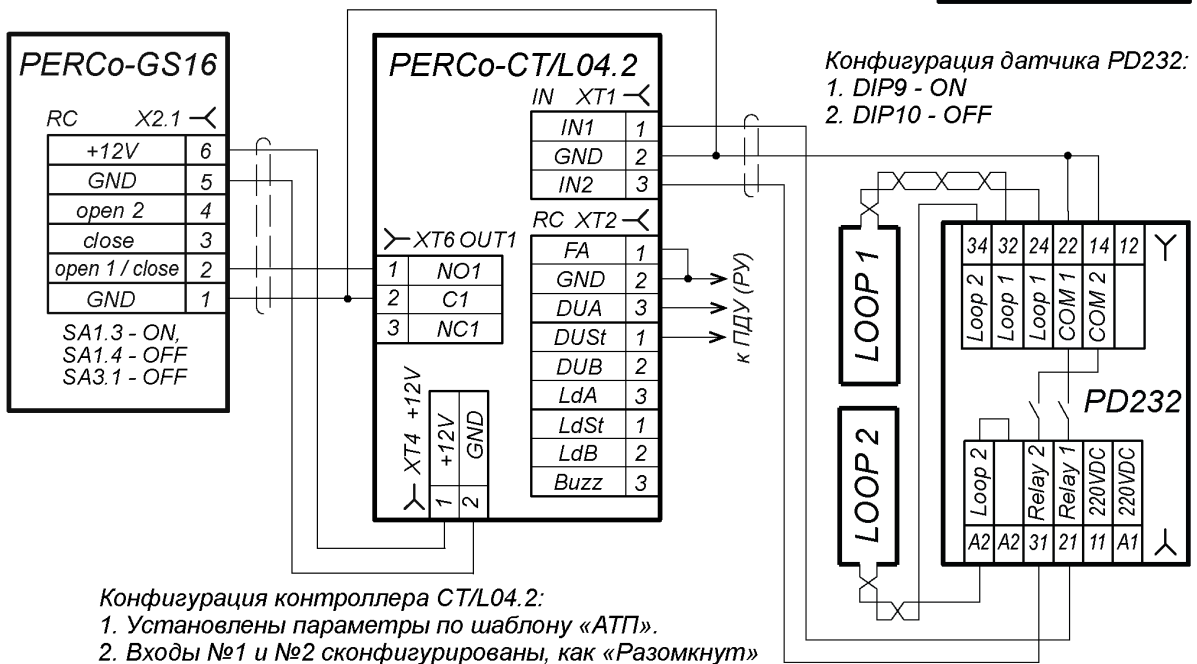 PERCo-GS16
RC X2.1
+12V 6
GND 5
open 2 4
close 3
open 1 / close 2
GND 1
SA1.3 - ON,
SA1.4 - OFF
SA3.1 - OFF
PERCo-CT/L04.2
IN XT1
IN1 1
GND 2
IN2 3
RC XT2
FA 1
GND 2
DUA 3
DUSt 1
DUB 2
LdA 3
LdSt 1
LdB 2
Buzz 3
XT6 OUT1
1 NO1
2 C1
3 NC1
XT4 +12V
+12V GND
1 2
к ПДУ (РУ)
Конфигурация датчика PD232:
1. DIP9 - ON
2. DIP10 - OFF
LOOP 1
LOOP 2
34 32 24 22 14 12
Loop 2 Loop 1 Loop 1 COM 1 COM 2
PD232
Loop 2 Relay 2 Relay 1 220VDC 220VDC
A2 A2 31 21 11 A1
Конфигурация контроллера CT/L04.2:
1. Установлены параметры по шаблону «АТП».
2. Входы №1 и №2 сконфигурированы, как «Разомкнут»